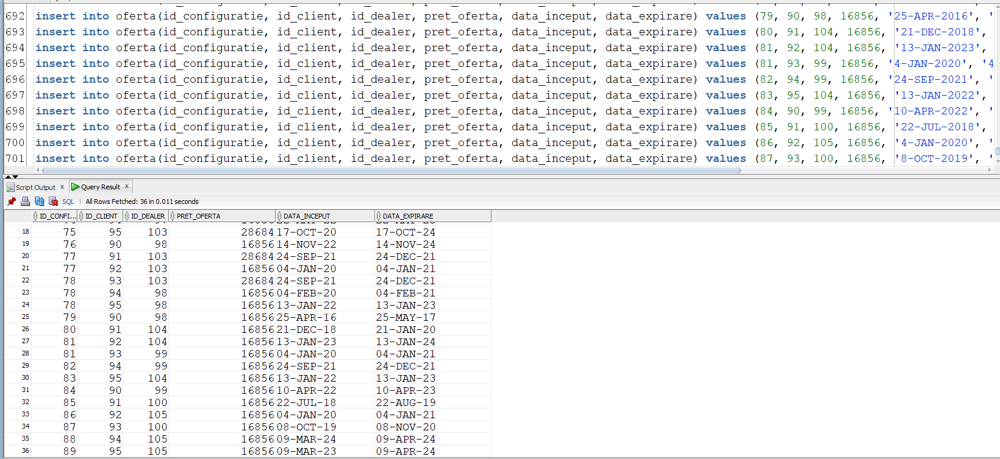 692 insert into oferta(id_configuratie, id_client, id_dealer, pret_oferta, data_inceput, data_expirare) values (79, 90, 98, 16856, '25-APR-2016', '
693 insert into oferta(id_configuratie, id_client, id_dealer, pret_oferta, data_inceput, data_expirare) values (80, 91, 104, 16856, '21-DEC-2018',
694 insert into oferta(id_configuratie, id_client, id_dealer, pret_oferta, data_inceput, data_expirare) values (81, 92, 104, 16856, '13-JAN-2023',
695 insert into oferta(id_configuratie, id_client, id_dealer, pret_oferta, data_inceput, data_expirare) values (81, 93, 99, 16856, '4-JAN-2020', '4
696 insert into oferta(id_configuratie, id_client, id_dealer, pret_oferta, data_inceput, data_expirare) values (82, 94, 99, 16856, '24-SEP-2021', '
697 insert into oferta(id_configuratie, id_client, id_dealer, pret_oferta, data_inceput, data_expirare) values (83, 95, 104, 16856, '13-JAN-2022',
698 insert into oferta(id_configuratie, id_client, id_dealer, pret_oferta, data_inceput, data_expirare) values (84, 90, 99, 16856, '10-APR-2022', '
699 insert into oferta(id_configuratie, id_client, id_dealer, pret_oferta, data_inceput, data_expirare) values (85, 91, 100, 16856, '22-JUL-2018',
700 insert into oferta(id_configuratie, id_client, id_dealer, pret_oferta, data_inceput, data_expirare) values (86, 92, 105, 16856, '4-JAN-2020', '
701 insert into oferta(id_configuratie, id_client, id_dealer, pret_oferta, data_inceput, data_expirare) values (87, 93, 100, 16856, '8-OCT-2019', '
Script Output x Query Result x
SQL | All Rows Fetched: 36 in 0.011 seconds
ID_CONFI... ID_CLIENT ID_DEALER PRET_OFERTA DATA_INCEPUT DATA_EXPIRARE
18 75 95 103 28684 17-OCT-20 17-OCT-24
19 76 90 98 16856 14-NOV-22 14-NOV-24
20 77 91 103 28684 24-SEP-21 24-DEC-21
21 77 92 103 16856 04-JAN-20 04-JAN-21
22 78 93 103 28684 24-SEP-21 24-DEC-21
23 78 94 98 16856 04-FEB-20 04-FEB-21
24 78 95 98 16856 13-JAN-22 13-JAN-23
25 79 90 98 16856 25-APR-16 25-MAY-17
26 80 91 104 16856 21-DEC-18 21-JAN-20
27 81 92 104 16856 13-JAN-23 13-JAN-24
28 81 93 99 16856 04-JAN-20 04-JAN-21
29 82 94 99 16856 24-SEP-21 24-DEC-21
30 83 95 104 16856 13-JAN-22 13-JAN-23
31 84 90 99 16856 10-APR-22 10-APR-23
32 85 91 100 16856 22-JUL-18 22-AUG-19
33 86 92 105 16856 04-JAN-20 04-JAN-21
34 87 93 100 16856 08-OCT-19 08-NOV-20
35 88 94 105 16856 09-MAR-24 09-APR-24
36 89 95 105 16856 09-MAR-23 09-APR-24